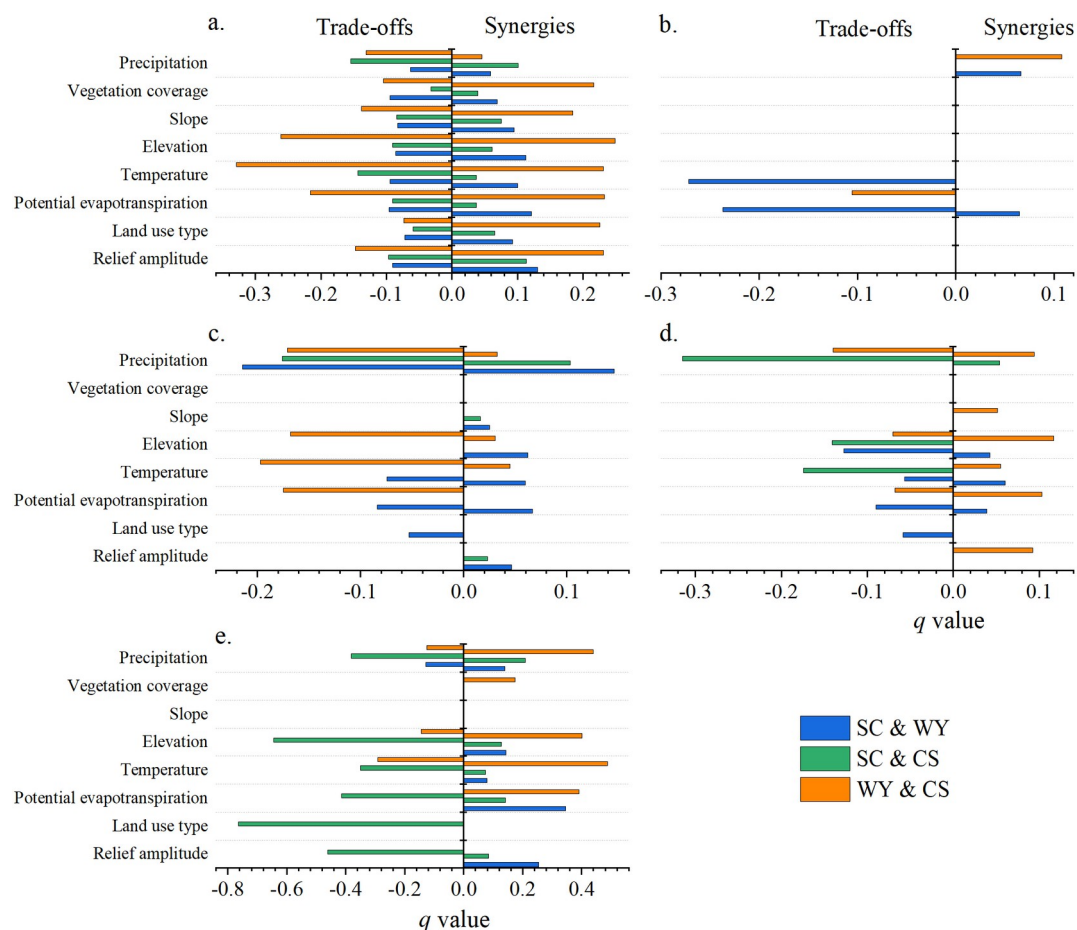 a. Trade-offs Synergies
Precipitation
Vegetation coverage
Slope
Elevation
Temperature
Potential evapotranspiration
Land use type
Relief amplitude
-0.3 -0.2 -0.1 0.0 0.1 0.2
b. Trade-offs Synergies
-0.3 -0.2 -0.1 0.0 0.1
c.
Precipitation
Vegetation coverage
Slope
Elevation
Temperature
Potential evapotranspiration
Land use type
Relief amplitude
-0.2 -0.1 0.0 0.1
d.
-0.3 -0.2 -0.1 0.0 0.1
q value
e.
Precipitation
Vegetation coverage
Slope
Elevation
Temperature
Potential evapotranspiration
Land use type
Relief amplitude
-0.8 -0.6 -0.4 -0.2 0.0 0.2 0.4
q value
SC & WY
SC & CS
WY & CS